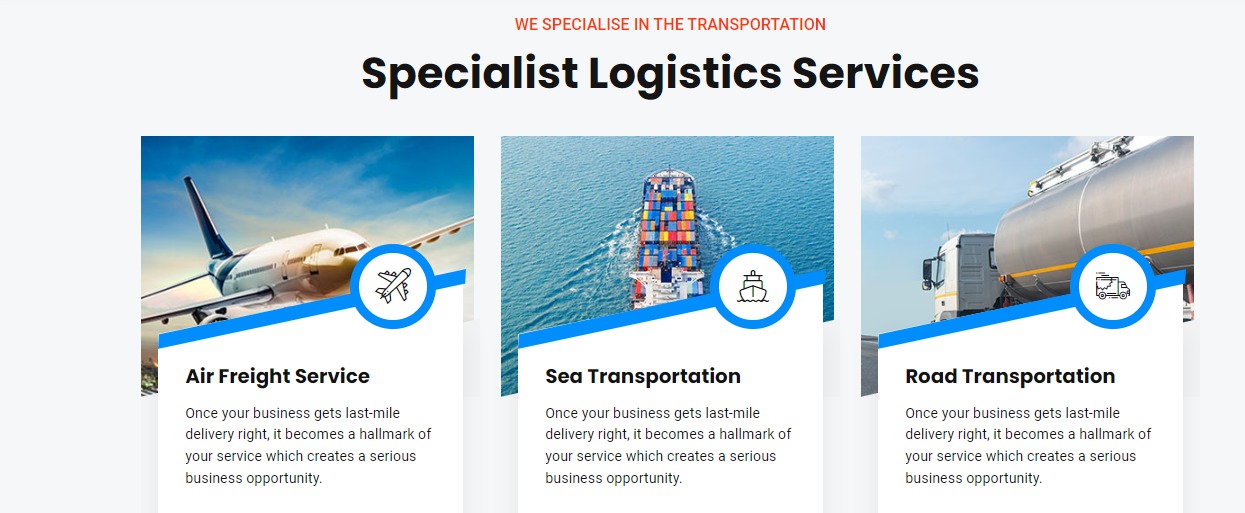 WE SPECIALISE IN THE TRANSPORTATION
Specialist Logistics Services
Air Freight Service
Once your business gets last-mile
delivery right, it becomes a hallmark of
your service which creates a serious
business opportunity.
Sea Transportation
Once your business gets last-mile
delivery right, it becomes a hallmark of
your service which creates a serious
business opportunity.
Road Transportation
Once your business gets last-mile
delivery right, it becomes a hallmark of
your service which creates a serious
business opportunity.